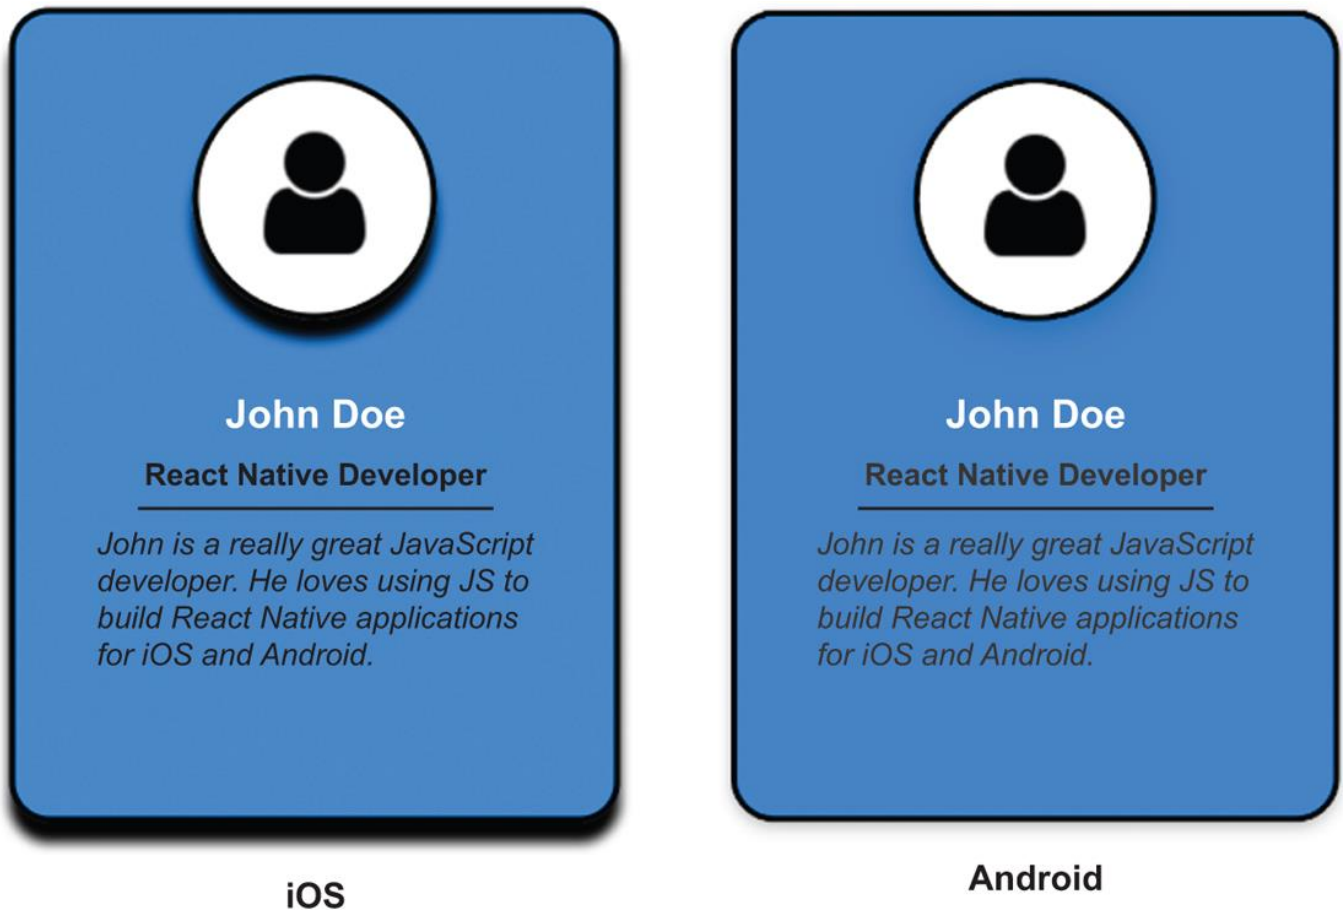 John Doe
React Native Developer
John is a really great JavaScript
developer. He loves using JS to
build React Native applications
for iOS and Android.
iOS
John Doe
React Native Developer
John is a really great JavaScript
developer. He loves using JS to
build React Native applications
for iOS and Android.
Android